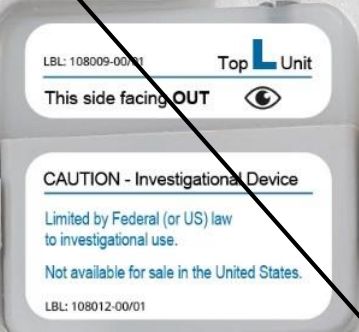 LBL: 108009-00/01
Top L Unit
This side facing OUT
CAUTION - Investigational Device
Limited by Federal (or US) law
to investigational use.
Not available for sale in the United States.
LBL: 108012-00/01